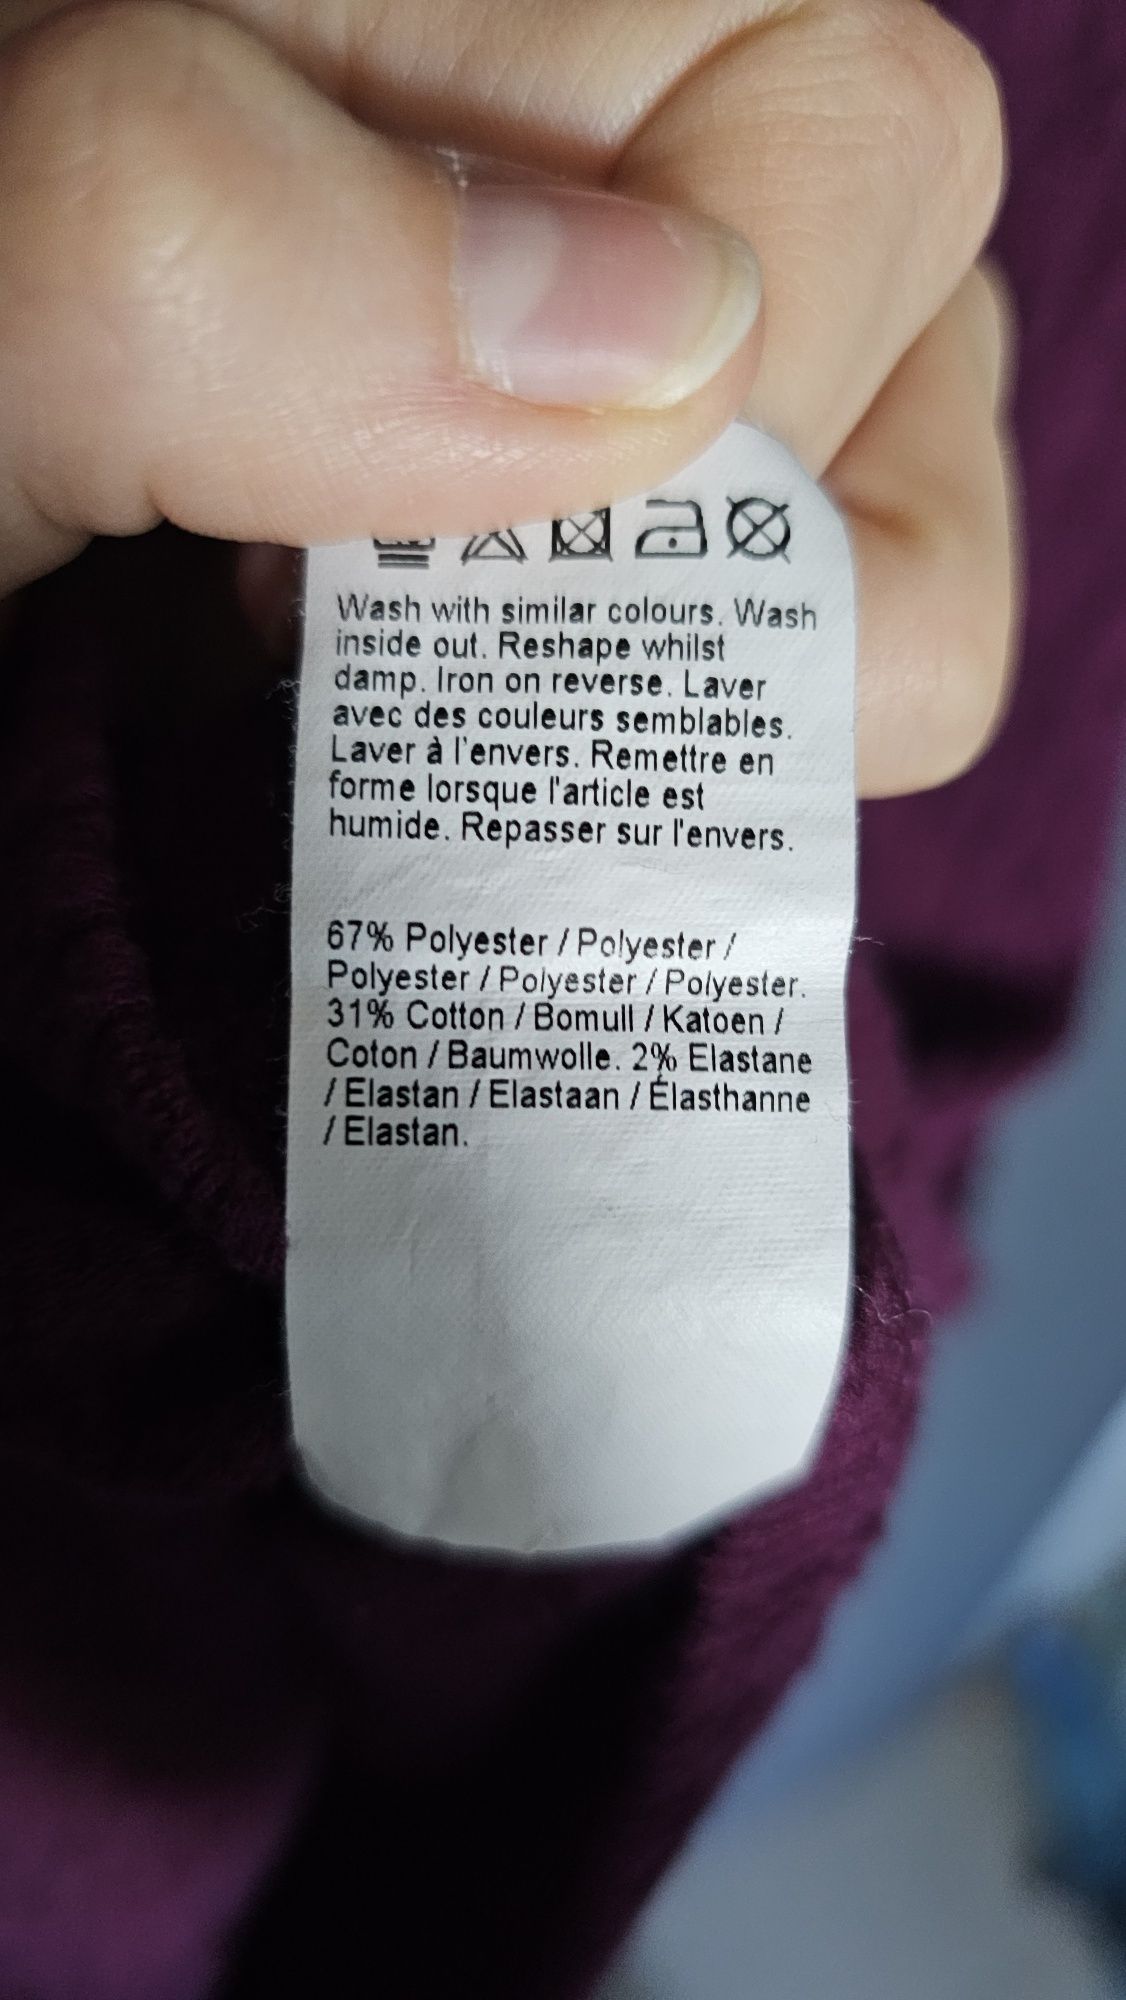 Wash with similar colours. Wash
inside out. Reshape whilst
damp. Iron on reverse. Laver
avec des couleurs semblables.
Laver à l'envers. Remettre en
forme lorsque l'article est
humide. Repasser sur l'envers.
67% Polyester / Polyester /
Polyester / Polyester / Polyester.
31% Cotton / Bomull / Katoen /
Coton / Baumwolle. 2% Elastane
/ Elastan / Elastaan / Élasthanne
/ Elastan.